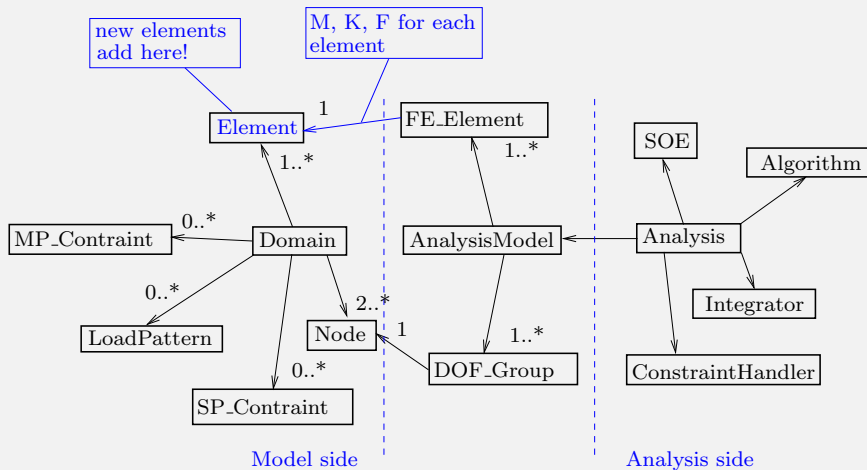 new elements
add here!
M, K, F for each
element
1
Element
FE_Element
1..*
1..*
SOE
Algorithm
0..*
MP_Contraint
Domain
AnalysisModel
Analysis
0..*
2..*
Integrator
LoadPattern
Node
1
1..*
0..*
DOF_Group
ConstraintHandler
SP_Contraint
Model side
Analysis side